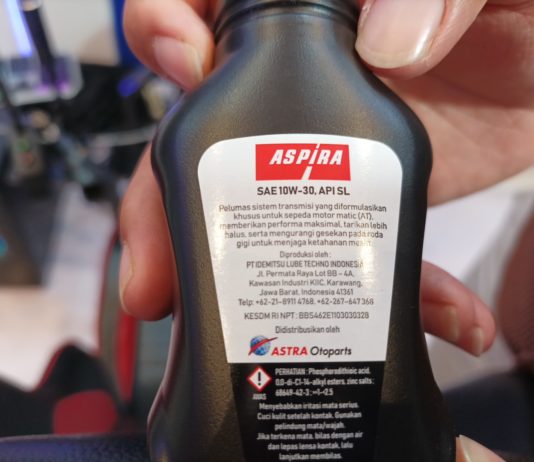 ASPIRA
SAE 10W-30, API SL
Pelumas sistem transmisi yang diformulasikan
khusus untuk sepeda motor matic (AT),
memberikan performa maksimal, tarikan lebih
halus, serta mengurangi gesekan pada roda
gigi untuk menjaga ketahanan mesin.
Diproduksi oleh :
PT IDEMITSU LUBE TECHNO INDONESIA
Jl. Permata Raya Lot BB - 4A,
Kawasan Industri KIIC, Karawang,
Jawa Barat, Indonesia 41361
Telp: +62-21-8911 4768, +62-267-647 368
KESDM RI NPT : BBS462E1103030328
Didistribusikan oleh
ASTRA Otoparts
PERHATIAN : Phosphorodithioic acid,
O,O-di-C1-14-alkyl esters, zinc salts :
68649-42-3 ; >=1-<2.5
AWAS
Menyebabkan iritasi mata serius.
Cuci kulit setelah kontak. Gunakan
pelindung mata/wajah.
Jika terkena mata, bilas dengan air
dan lepas lensa kontak, lalu
lanjutkan membilas.